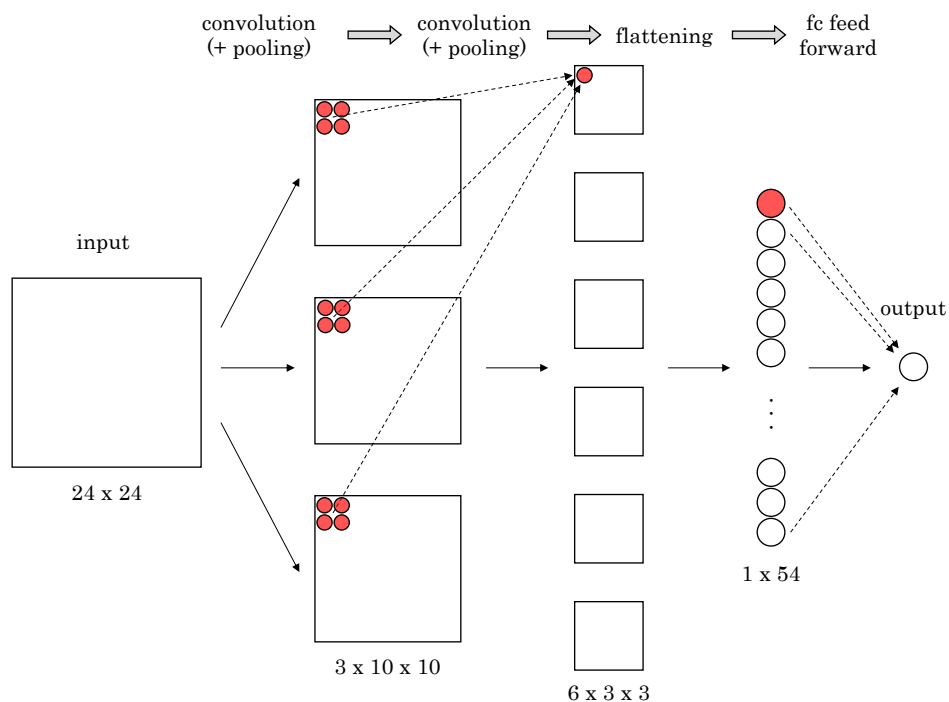 convolution
(+ pooling)
convolution
(+ pooling)
flattening
fc feed
forward
input
24 x 24
3 x 10 x 10
6 x 3 x 3
1 x 54
output